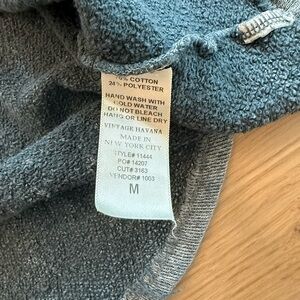 % COTTON
24% POLYESTER
HAND WASH WITH
COLD WATER
DO NOT BLEACH
HANG OR LINE DRY
VINTAGE HAVANA
MADE IN
NEW YORK CITY
STYLE# 11444
PO# 14207
CUT# 3163
VENDOR# 1003
M